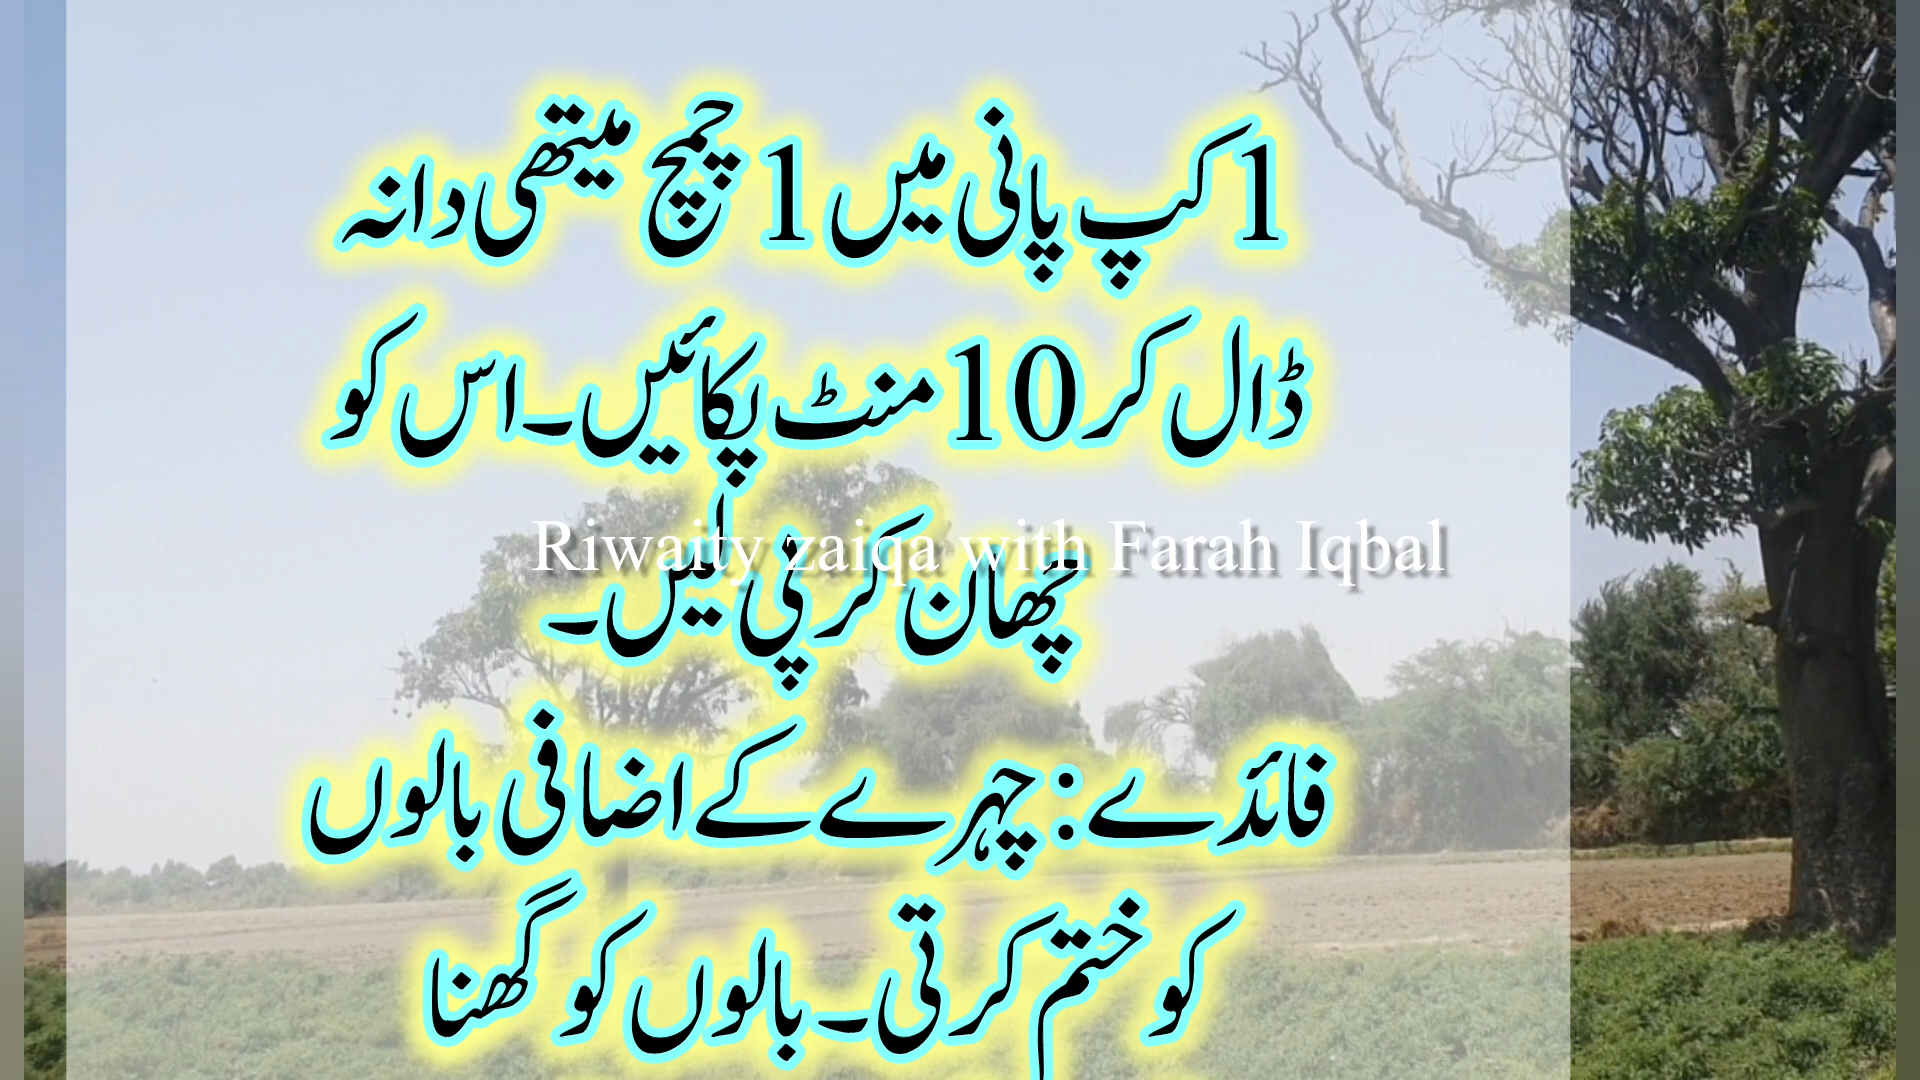 1 کپ پانی میں 1 چمچ میتھی دانہ
ڈال کر 10 منٹ پکائیں۔ اس کو
چھان کر پی لیں۔
Riwaity zaiqa with Farah Iqbal
فائدے: چہرے کے اضافی بالوں
کو ختم کرتی۔ بالوں کو گھنا